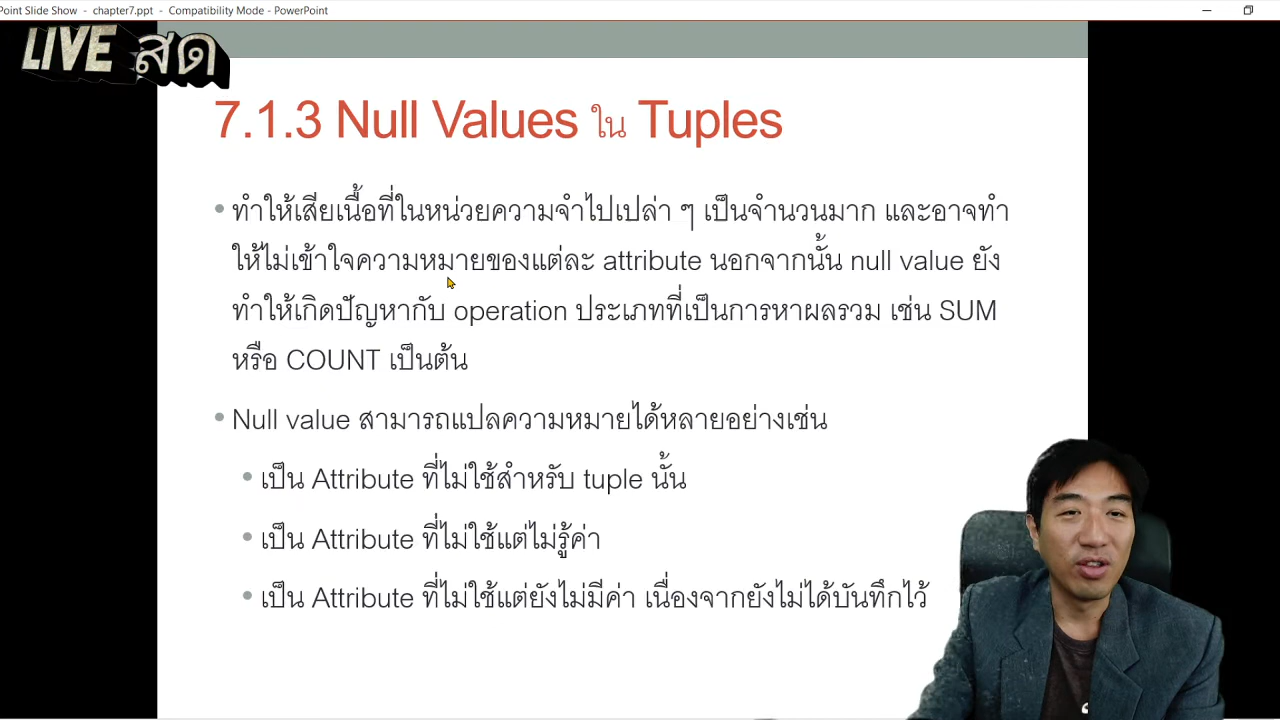 Point Slide Show - chapter7.ppt - Compatibility Mode - PowerPoint
LIVE สด
7.1.3 Null Values ใน Tuples
• ทำให้เสียเนื้อที่ในหน่วยความจำไปเปล่า ๆ เป็นจำนวนมาก และอาจทำ
ให้ไม่เข้าใจความหมายของแต่ละ attribute นอกจากนั้น null value ยัง
ทำให้เกิดปัญหากับ operation ประเภทที่เป็นการหาผลรวม เช่น SUM
หรือ COUNT เป็นต้น
• Null value สามารถแปลความหมายได้หลายอย่างเช่น
• เป็น Attribute ที่ไม่ใช้สำหรับ tuple นั้น
• เป็น Attribute ที่ไม่ใช้แต่ไม่รู้ค่า
• เป็น Attribute ที่ไม่ใช้แต่ยังไม่มีค่า เนื่องจากยังไม่ได้บันทึกไว้